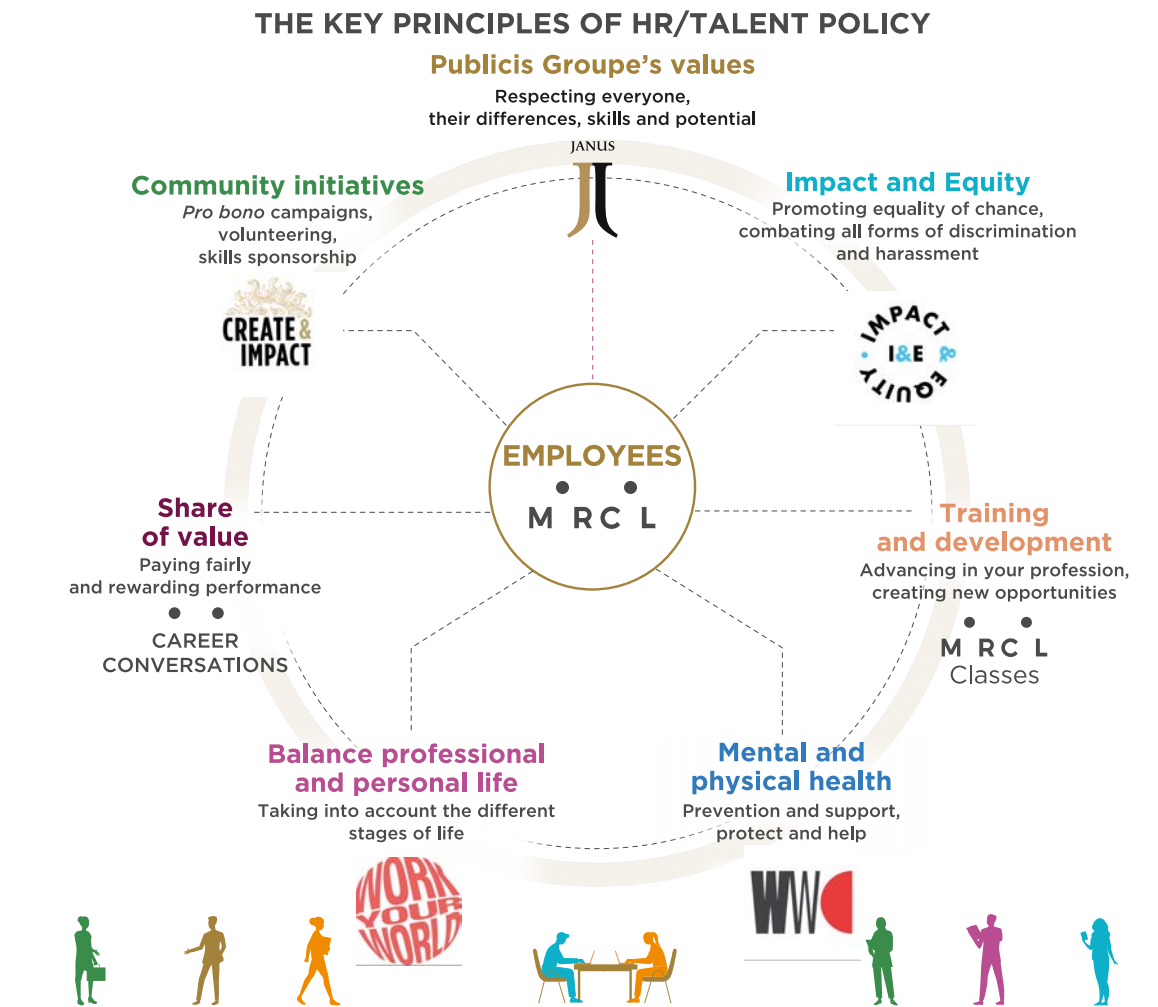 THE KEY PRINCIPLES OF HR/TALENT POLICY
Publicis Groupe's values
Respecting everyone,
their differences, skills and potential
JANUS
Community initiatives
Pro bono campaigns,
volunteering,
skills sponsorship
CREATE &
IMPACT
Impact and Equity
Promoting equality of chance,
combating all forms of discrimination
and harassment
IMPACT & EQUITY
I&E
EMPLOYEES
M RC L
Share
of value
Paying fairly
and rewarding performance
CAREER
CONVERSATIONS
Training
and development
Advancing in your profession,
creating new opportunities
M RC L
Classes
Balance professional
and personal life
Taking into account the different
stages of life
WORK
YOUR
WORLD
Mental and
physical health
Prevention and support,
protect and help
WWC